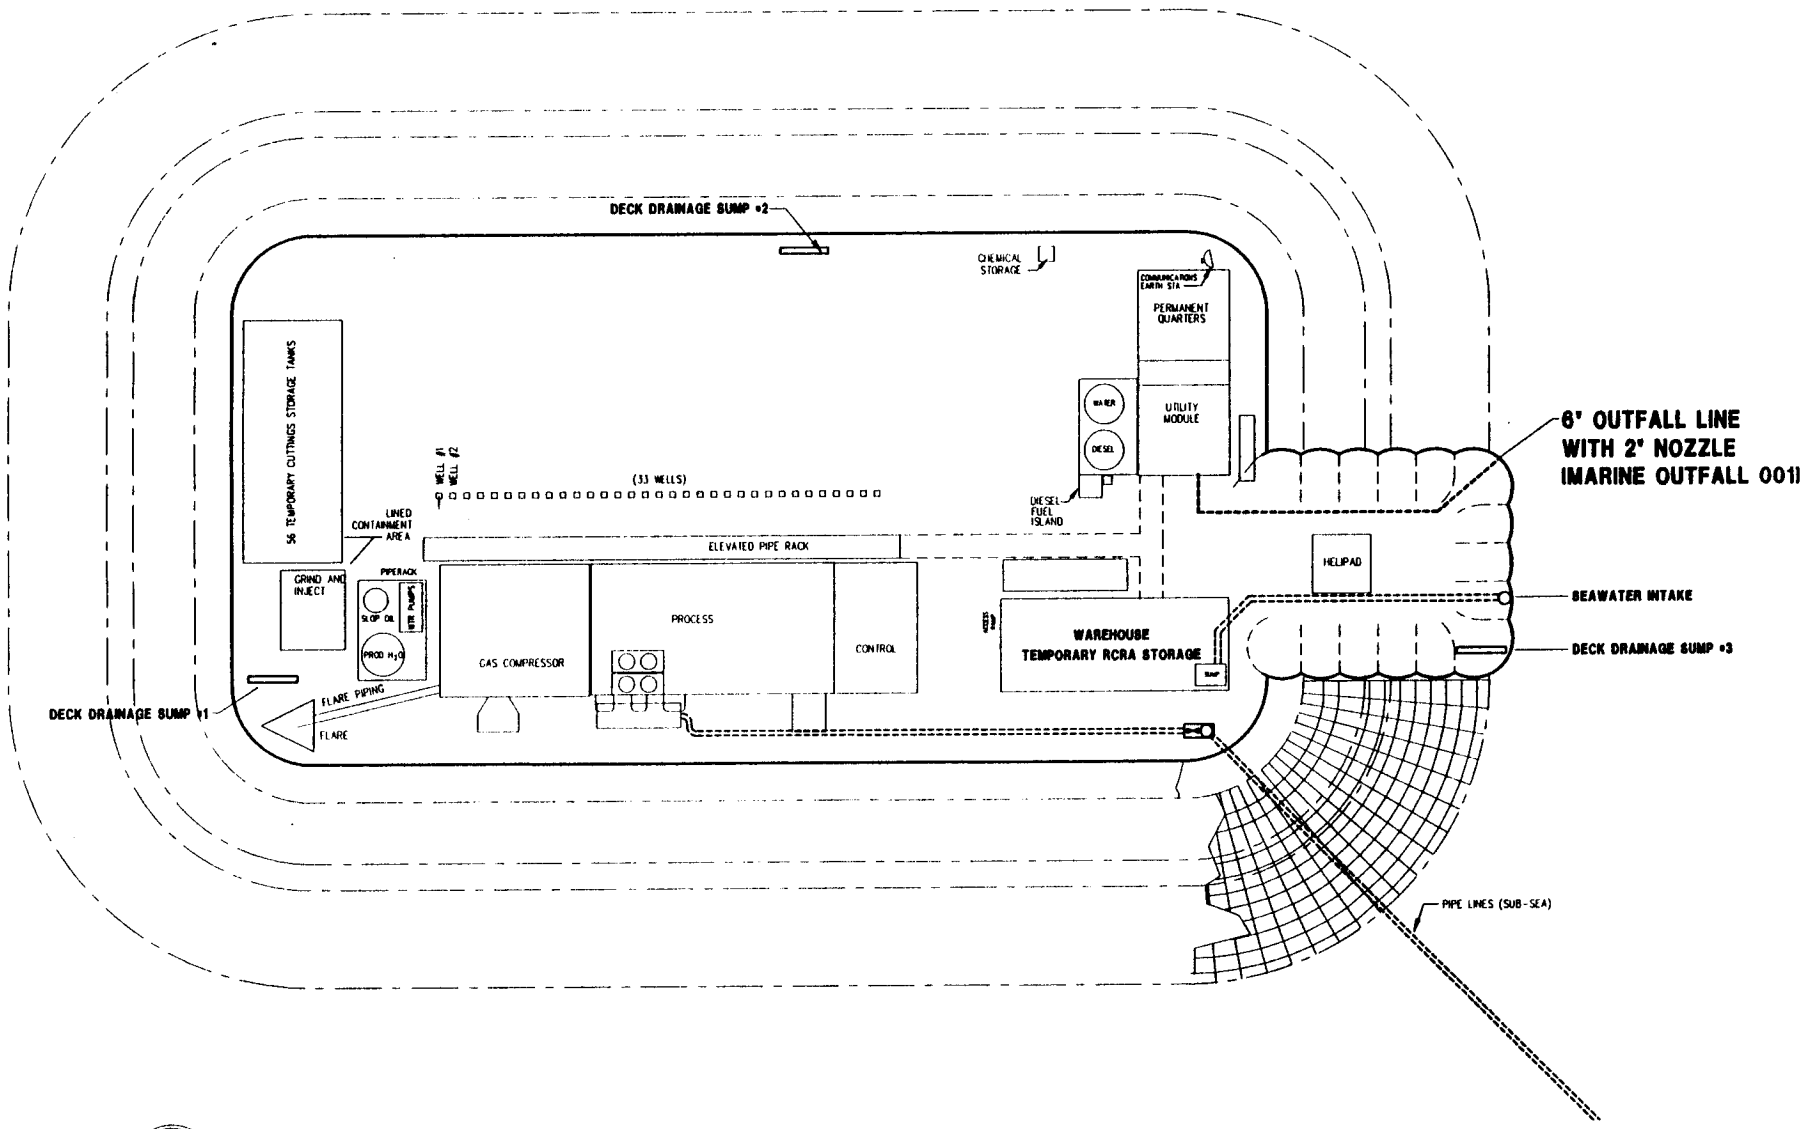 DECK DRAINAGE SUMP #2
CHEMICAL
STORAGE
COMMUNICATIONS
EARTH STA
PERMANENT
QUARTERS
56 TEMPORARY CUTTINGS STORAGE TANKS
WATER
UTILITY
MODULE
DIESEL
6" OUTFALL LINE
WITH 2" NOZZLE
(MARINE OUTFALL 001)
WELL #1
WELL #2
(33 WELLS)
DIESEL
FUEL
ISLAND
LINED
CONTAINMENT
AREA
ELEVATED PIPE RACK
HELIPAD
PIPERACK
GRIND AND
INJECT
WTR PUMPS
SLOP OIL
PROD H2O
SEAWATER INTAKE
PROCESS
ACCESS
RAMP
WAREHOUSE
TEMPORARY RCRA STORAGE
CONTROL
GAS COMPRESSOR
SUMP
DECK DRAINAGE SUMP #3
FLARE PIPING
DECK DRAINAGE SUMP #1
FLARE
PIPE LINES (SUB-SEA)